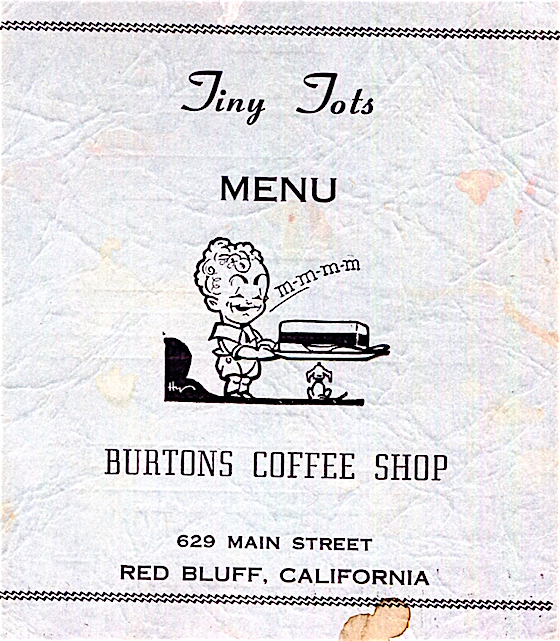 Tiny Tots
MENU
m-m-m-m
BURTONS COFFEE SHOP
629 MAIN STREET
RED BLUFF, CALIFORNIA